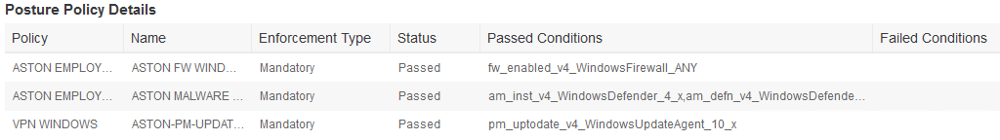 Posture Policy Details
Policy Name Enforcement Type Status Passed Conditions Failed Conditions
ASTON EMPLOY... ASTON FW WIND... Mandatory Passed fw_enabled_v4_WindowsFirewall_ANY
ASTON EMPLOY... ASTON MALWARE ... Mandatory Passed am_inst_v4_WindowsDefender_4_x,am_defn_v4_WindowsDefende...
VPN WINDOWS ASTON-PM-UPDAT... Mandatory Passed pm_uptodate_v4_WindowsUpdateAgent_10_x